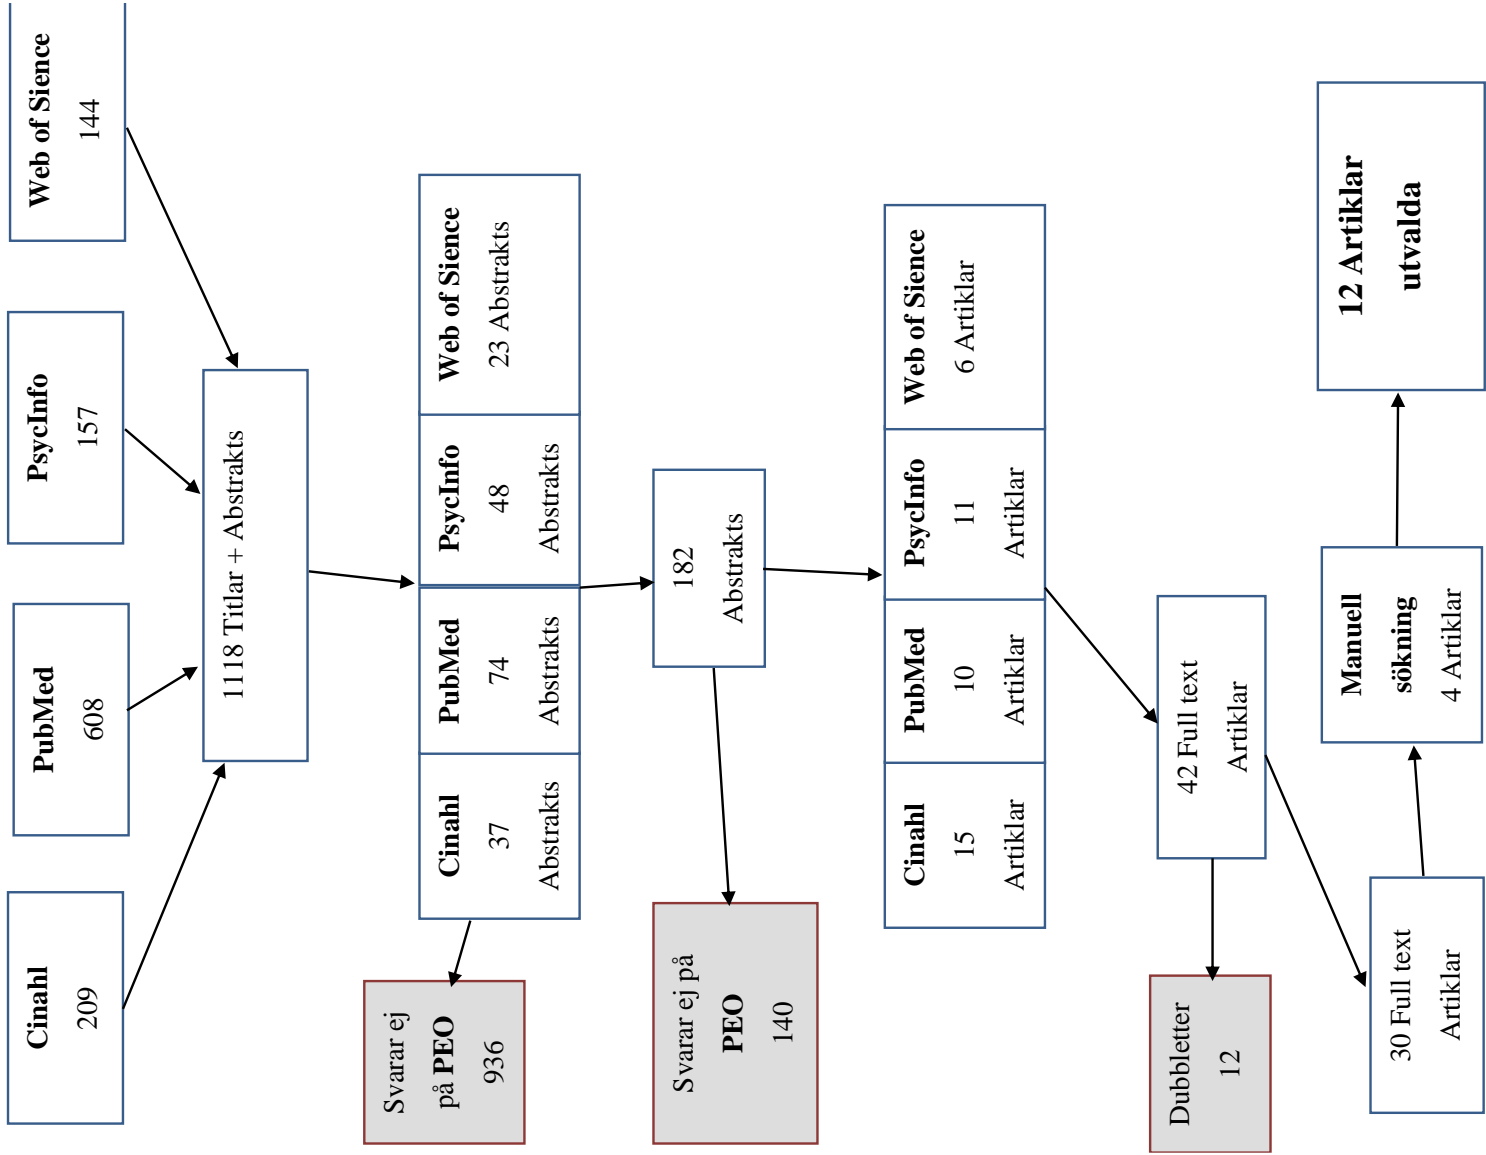 Cinahl
209
PubMed
608
PsycInfo
157
Web of Sience
144
1118 Titlar + Abstrakts
Svarar ej
på PEO
936
Cinahl
37
Abstrakts
PubMed
74
Abstrakts
PsycInfo
48
Abstrakts
Web of Sience
23 Abstrakts
Svarar ej på
PEO
140
182
Abstrakts
Cinahl
15
Artiklar
PubMed
10
Artiklar
PsycInfo
11
Artiklar
Web of Sience
6 Artiklar
Dubbletter
12
42 Full text
Artiklar
30 Full text
Artiklar
Manuell
sökning
4 Artiklar
12 Artiklar
utvalda